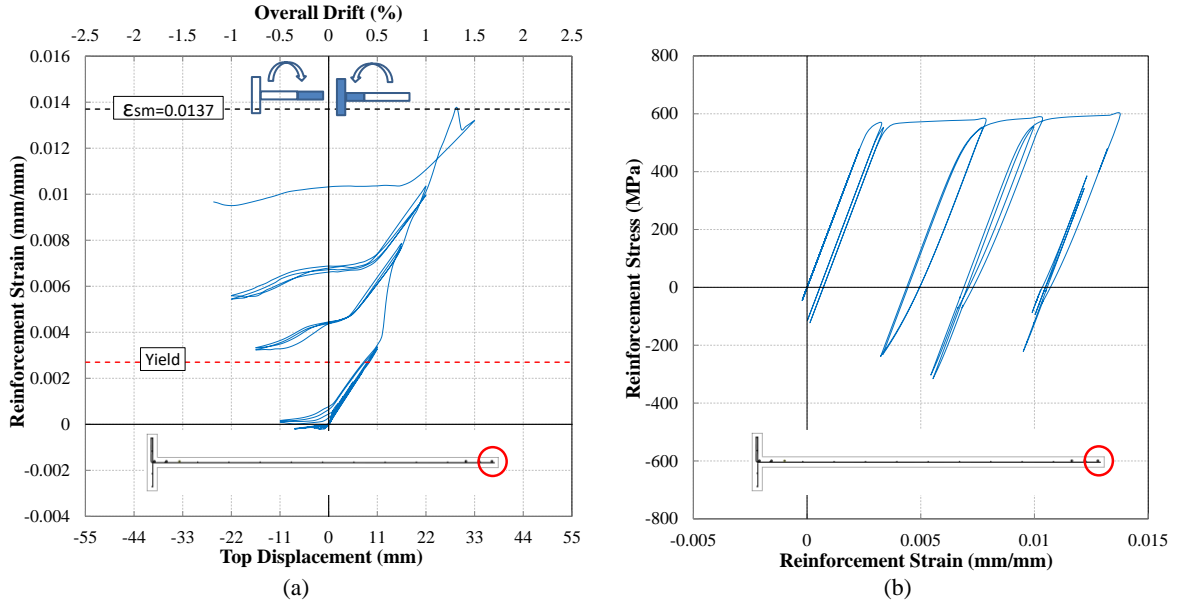 Overall Drift (%)
-2.5 -2 -1.5 -1 -0.5 0 0.5 1 1.5 2 2.5
0.016
0.014
0.012
0.01
0.008
0.006
0.004
0.002
0
-0.002
-0.004
Reinforcement Strain (mm/mm)
εsm=0.0137
Yield
-55 -44 -33 -22 -11 0 11 22 33 44 55
Top Displacement (mm)
(a)
800
600
400
200
0
-200
-400
-600
-800
Reinforcement Stress (MPa)
-0.005 0 0.005 0.01 0.015
Reinforcement Strain (mm/mm)
(b)